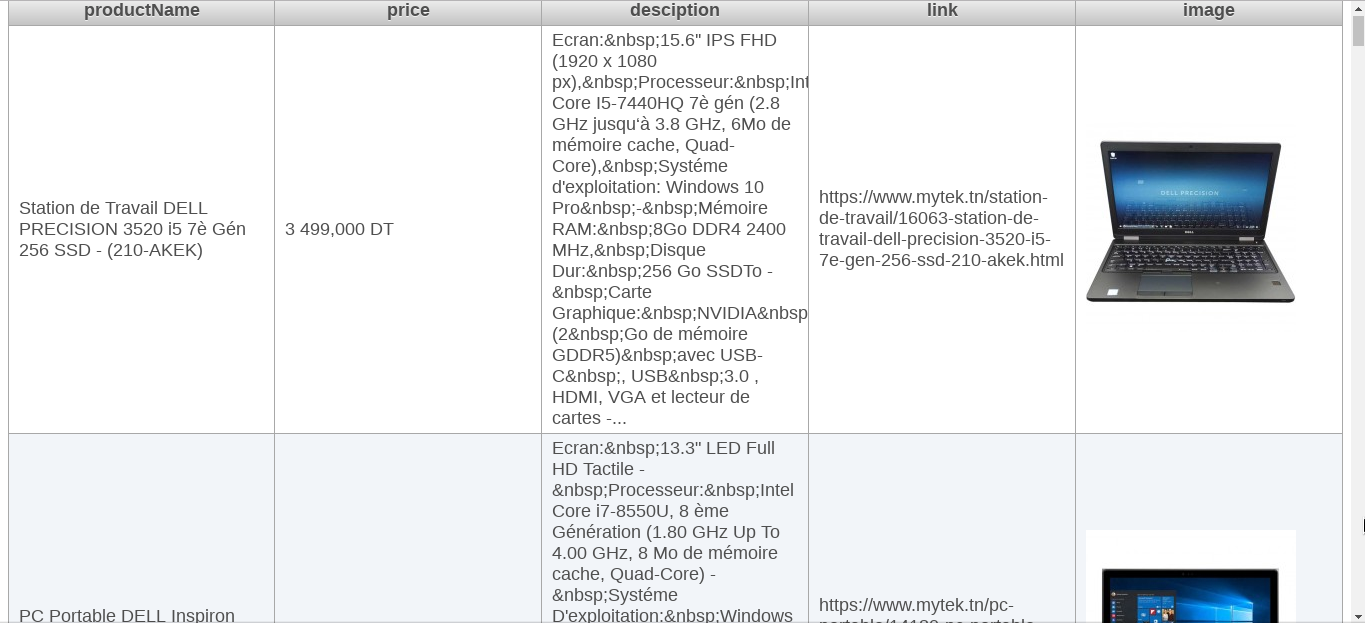 productName price desciption link image
Station de Travail DELL
PRECISION 3520 i5 7è Gén
256 SSD - (210-AKEK)
3 499,000 DT
Ecran:&nbsp;15.6" IPS FHD
(1920 x 1080
px),&nbsp;Processeur:&nbsp;Int
Core I5-7440HQ 7è gén (2.8
GHz jusqu‘à 3.8 GHz, 6Mo de
mémoire cache, Quad-
Core),&nbsp;Systéme
d'exploitation: Windows 10
Pro&nbsp;-&nbsp;Mémoire
RAM:&nbsp;8Go DDR4 2400
MHz,&nbsp;Disque
Dur:&nbsp;256 Go SSDTo -
&nbsp;Carte
Graphique:&nbsp;NVIDIA&nbsp
(2&nbsp;Go de mémoire
GDDR5)&nbsp;avec USB-
C&nbsp;, USB&nbsp;3.0 ,
HDMI, VGA et lecteur de
cartes -...
https://www.mytek.tn/station-
de-travail/16063-station-de-
travail-dell-precision-3520-i5-
7e-gen-256-ssd-210-akek.html
DELL PRECISION
DELL
PC Portable DELL Inspiron
Ecran:&nbsp;13.3" LED Full
HD Tactile -
&nbsp;Processeur:&nbsp;Intel
Core i7-8550U, 8 ème
Génération (1.80 GHz Up To
4.00 GHz, 8 Mo de mémoire
cache, Quad-Core) -
&nbsp;Systéme
D'exploitation:&nbsp;Windows
https://www.mytek.tn/pc-